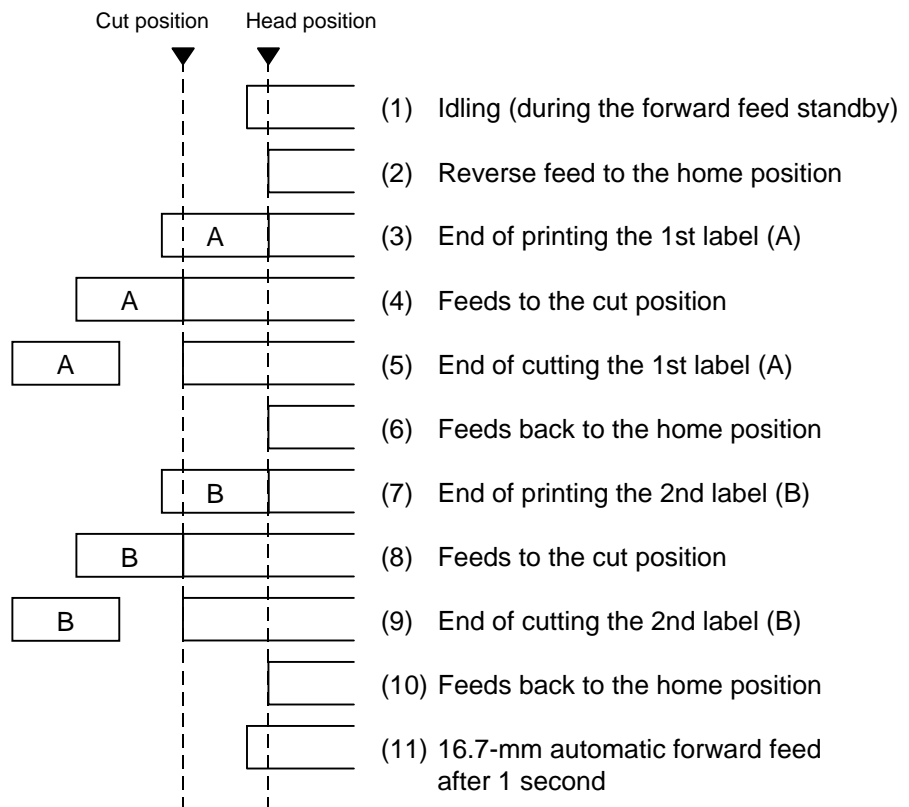 Cut position Head position
(1) Idling (during the forward feed standby)
(2) Reverse feed to the home position
A (3) End of printing the 1st label (A)
A (4) Feeds to the cut position
A (5) End of cutting the 1st label (A)
(6) Feeds back to the home position
B (7) End of printing the 2nd label (B)
B (8) Feeds to the cut position
B (9) End of cutting the 2nd label (B)
(10) Feeds back to the home position
(11) 16.7-mm automatic forward feed
after 1 second